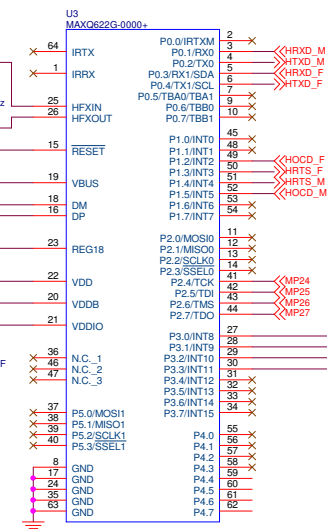 U3
MAXQ622G-0000+
64 IRTX
1 IRRX
25 HFXIN
26 HFXOUT
15 RESET
19 VBUS
18 DM
16 DP
23 REG18
22 VDD
20 VDDB
21 VDDIO
36 N.C._1
46 N.C._2
47 N.C._3
37 P5.0/MOSI1
38 P5.1/MISO1
39 P5.2/SCLK1
40 P5.3/SSEL1
8 GND
17 GND
24 GND
35 GND
63 GND
z
F
P0.0/IRTXM 2
P0.1/RX0 3 HRXD_M
P0.2/TX0 4 HTXD_M
P0.3/RX1/SDA 5 HRXD_F
P0.4/TX1/SCL 6 HTXD_F
P0.5/TBA0/TBA1 7
P0.6/TBB0 9
P0.7/TBB1 10
P1.0/INT0 45
P1.1/INT1 48
P1.2/INT2 49 HOCD_F
P1.3/INT3 50 HRTS_F
P1.4/INT4 51 HRTS_M
P1.5/INT5 52 HOCD_M
P1.6/INT6 53
P1.7/INT7 54
P2.0/MOSI0 11
P2.1/MISO0 12
P2.2/SCLK0 13
P2.3/SSEL0 14
P2.4/TCK 41 MP24
P2.5/TDI 42 MP25
P2.6/TMS 43 MP26
P2.7/TDO 44 MP27
P3.0/INT8 27
P3.1/INT9 28
P3.2/INT10 29
P3.3/INT11 30
P3.4/INT12 31
P3.5/INT13 32
P3.6/INT14 33
P3.7/INT15 34
P4.0 55
P4.1 56
P4.2 57
P4.3 58
P4.4 59
P4.5 60
P4.6 61
P4.7 62